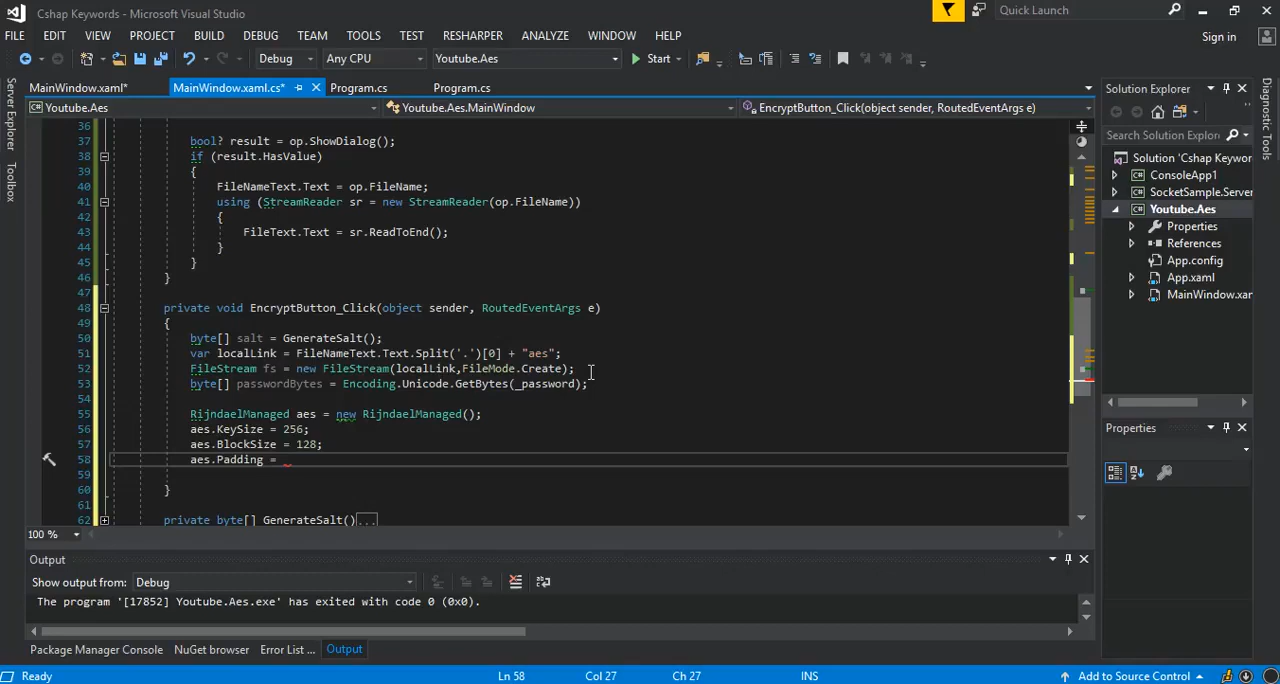 Cshap Keywords - Microsoft Visual Studio
Quick Launch
FILE EDIT VIEW PROJECT BUILD DEBUG TEAM TOOLS TEST RESHARPER ANALYZE WINDOW HELP
Sign in
Debug Any CPU Youtube.Aes Start
Server Explorer
Toolbox
MainWindow.xaml* MainWindow.xaml.cs* Program.cs Program.cs
Youtube.Aes Youtube.Aes.MainWindow EncryptButton_Click(object sender, RoutedEventArgs e)
36
37 bool? result = op.ShowDialog();
38 if (result.HasValue)
39 {
40 FileNameText.Text = op.FileName;
41 using (StreamReader sr = new StreamReader(op.FileName))
42 {
43 FileText.Text = sr.ReadToEnd();
44 }
45 }
46 }
47
48 private void EncryptButton_Click(object sender, RoutedEventArgs e)
49 {
50 byte[] salt = GenerateSalt();
51 var localLink = FileNameText.Text.Split('.')[0] + "aes";
52 FileStream fs = new FileStream(localLink,FileMode.Create);
53 byte[] passwordBytes = Encoding.Unicode.GetBytes(_password);
54
55 RijndaelManaged aes = new RijndaelManaged();
56 aes.KeySize = 256;
57 aes.BlockSize = 128;
58 aes.Padding =
59
60 }
61
62 private byte[] GenerateSalt()...
100 %
Solution Explorer
Search Solution Explor
Solution 'Cshap Keywor
ConsoleApp1
SocketSample.Server
Youtube.Aes
Properties
References
App.config
App.xaml
MainWindow.xar
Properties
Diagnostic Tools
Output
Show output from: Debug
The program '[17852] Youtube.Aes.exe' has exited with code 0 (0x0).
Package Manager Console NuGet browser Error List ... Output
Ready Ln 58 Col 27 Ch 27 INS Add to Source Control